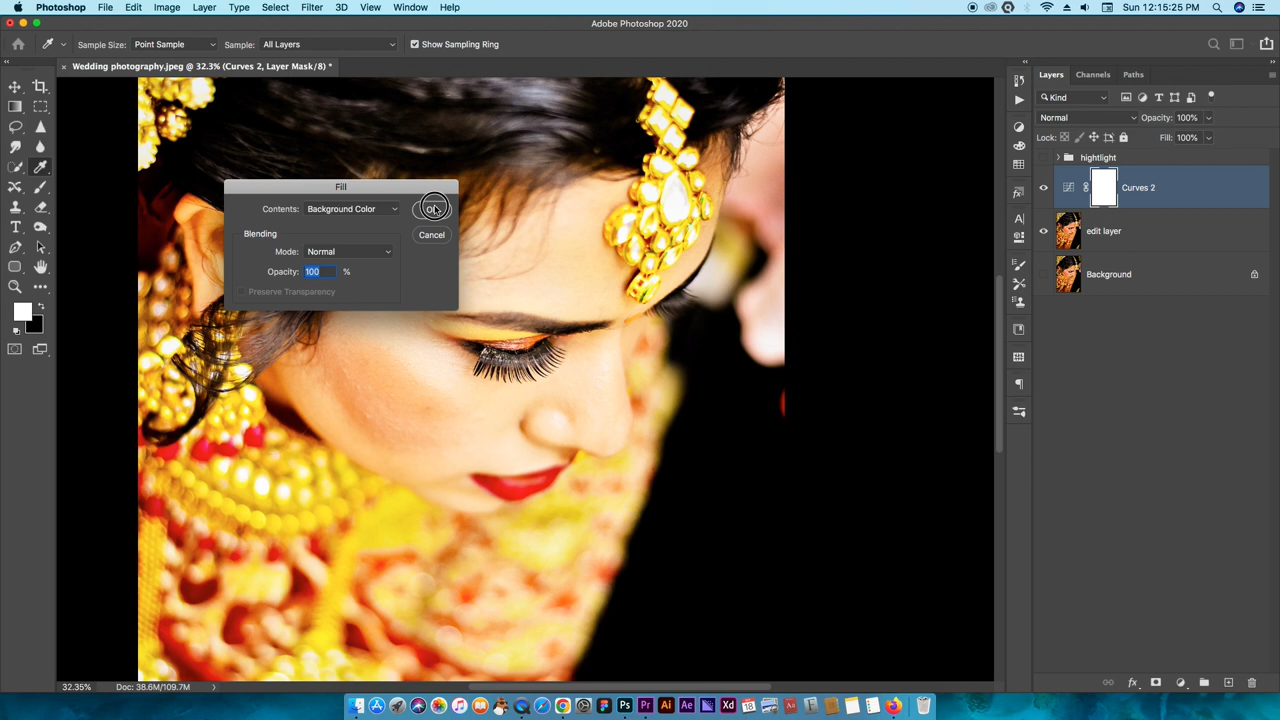 Photoshop File Edit Image Layer Type Select Filter 3D View Window Help Sun 12:15:25 PM
Adobe Photoshop 2020
Sample Size: Point Sample Sample: All Layers Show Sampling Ring
Wedding photography.jpeg @ 32.3% (Curves 2, Layer Mask/8) *
Layers Channels Paths
Kind
Normal Opacity: 100%
Lock: Fill: 100%
hightlight
Curves 2
edit layer
Background
Fill
Contents: Background Color
Cancel
Blending
Mode: Normal
Opacity: 100 %
Preserve Transparency
32.35% Doc: 38.6M/109.7M